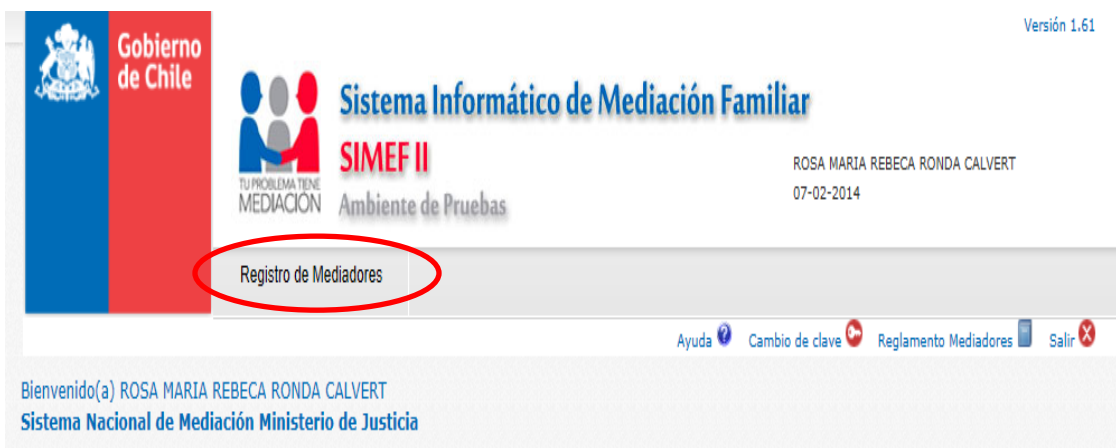 Versión 1.61
Gobierno
de Chile
Sistema Informático de Mediación Familiar
SIMEF II
Ambiente de Pruebas
TU PROBLEMA TIENE
MEDIACIÓN
ROSA MARIA REBECA RONDA CALVERT
07-02-2014
Registro de Mediadores
Ayuda Cambio de clave Reglamento Mediadores Salir
Bienvenido(a) ROSA MARIA REBECA RONDA CALVERT
Sistema Nacional de Mediación Ministerio de Justicia